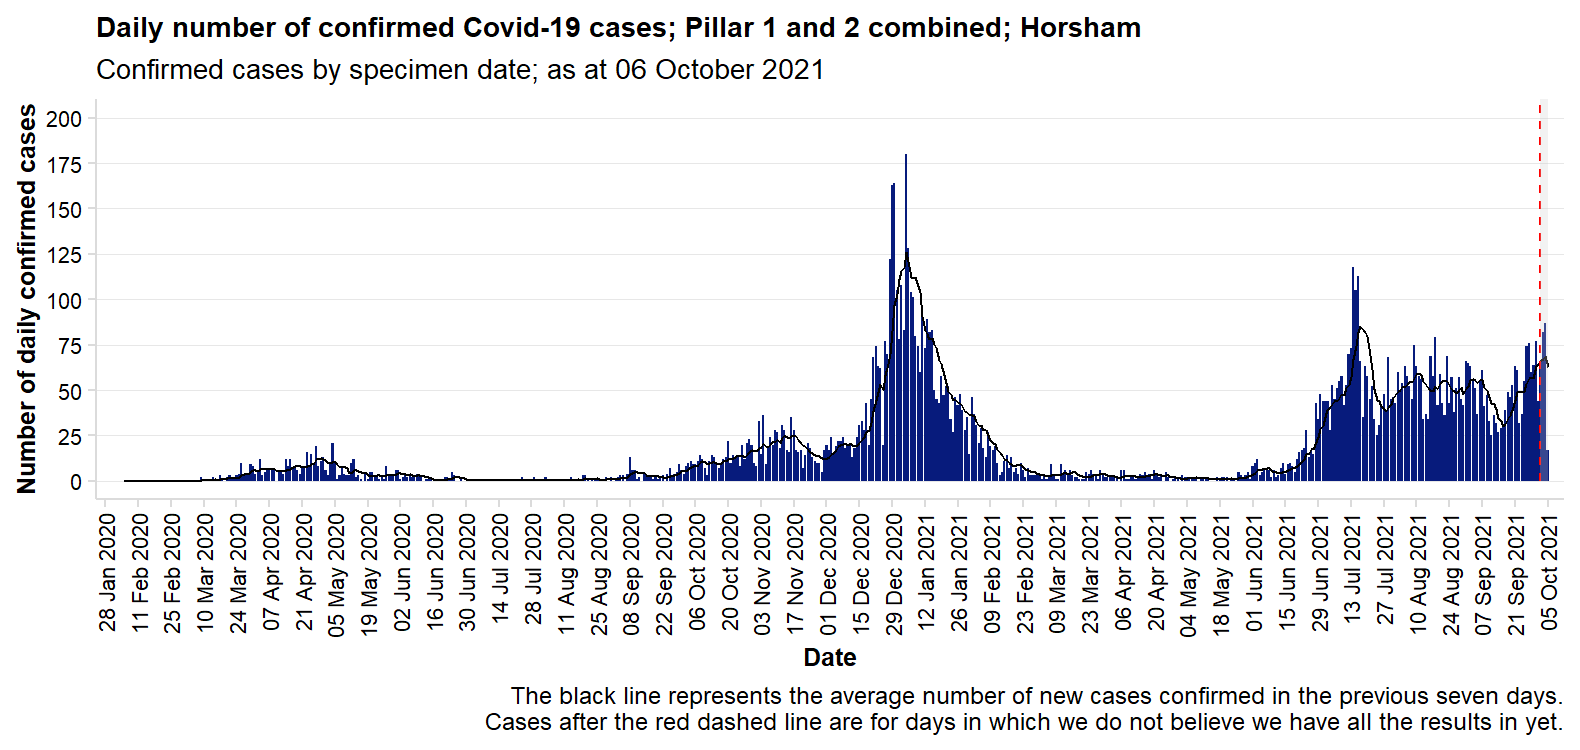 Daily number of confirmed Covid-19 cases; Pillar 1 and 2 combined; Horsham
Confirmed cases by specimen date; as at 06 October 2021
Number of daily confirmed cases
200
175
150
125
100
75
50
25
0
28 Jan 2020
11 Feb 2020
25 Feb 2020
10 Mar 2020
24 Mar 2020
07 Apr 2020
21 Apr 2020
05 May 2020
19 May 2020
02 Jun 2020
16 Jun 2020
30 Jun 2020
14 Jul 2020
28 Jul 2020
11 Aug 2020
25 Aug 2020
08 Sep 2020
22 Sep 2020
06 Oct 2020
20 Oct 2020
03 Nov 2020
17 Nov 2020
01 Dec 2020
15 Dec 2020
29 Dec 2020
12 Jan 2021
26 Jan 2021
09 Feb 2021
23 Feb 2021
09 Mar 2021
23 Mar 2021
06 Apr 2021
20 Apr 2021
04 May 2021
18 May 2021
01 Jun 2021
15 Jun 2021
29 Jun 2021
13 Jul 2021
27 Jul 2021
10 Aug 2021
24 Aug 2021
07 Sep 2021
21 Sep 2021
05 Oct 2021
Date
The black line represents the average number of new cases confirmed in the previous seven days.
Cases after the red dashed line are for days in which we do not believe we have all the results in yet.